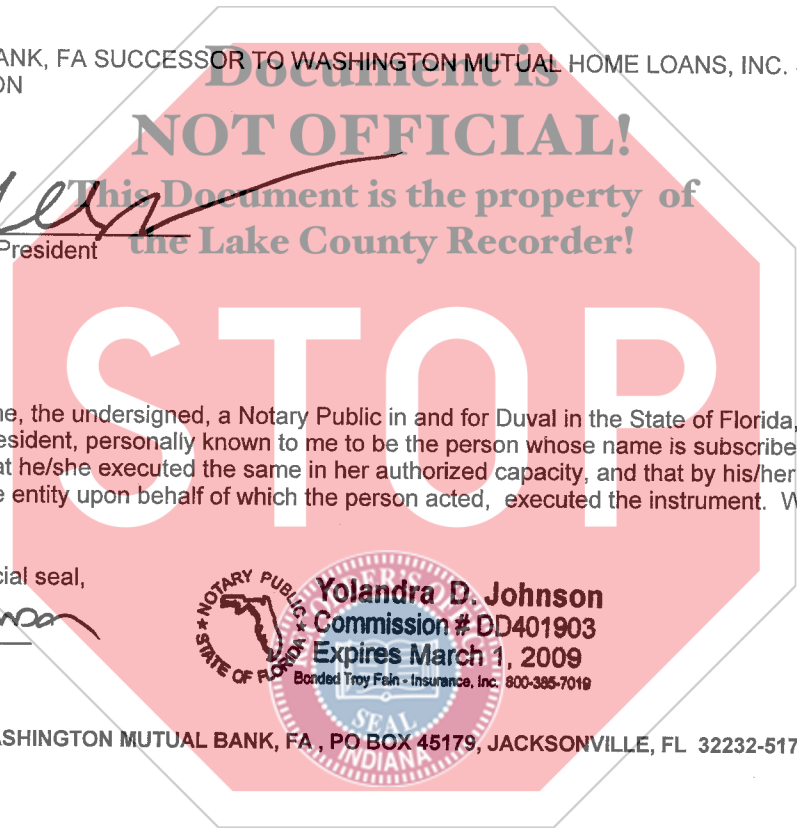 ANK, FA SUCCESSOR TO WASHINGTON MUTUAL HOME LOANS, INC.
ON
Document is
NOT OFFICIAL!
This Document is the property of
the Lake County Recorder!
President
STOP
ne, the undersigned, a Notary Public in and for Duval in the State of Florida,
esident, personally known to me to be the person whose name is subscribe
at he/she executed the same in her authorized capacity, and that by his/her
e entity upon behalf of which the person acted, executed the instrument. W
cial seal,
NOTARY PUBLIC
STATE OF FLORIDA
Yolandra D. Johnson
Commission # DD401903
Expires March 1, 2009
Bonded Troy Fain - Insurance, Inc. 800-385-7019
SEAL
INDIANA
ASHINGTON MUTUAL BANK, FA , PO BOX 45179, JACKSONVILLE, FL 32232-517